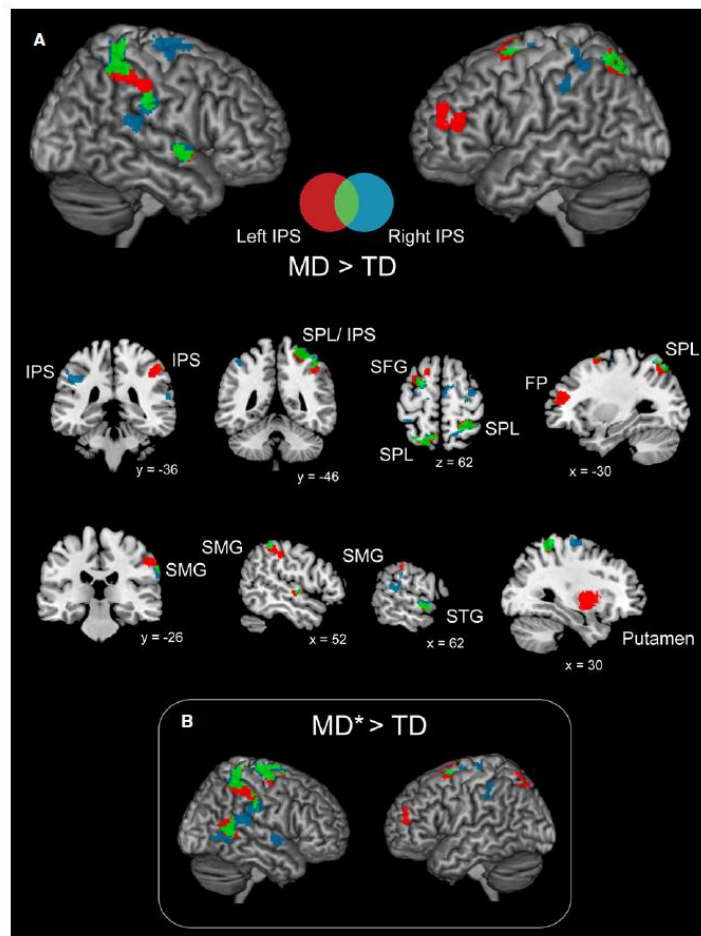 A
Left IPS
Right IPS
MD > TD
IPS
IPS
y = -36
SPL/ IPS
y = -46
SFG
SPL
SPL
z = 62
FP
SPL
x = -30
SMG
y = -26
SMG
x = 52
STG
x = 62
Putamen
x = 30
B
MD* > TD